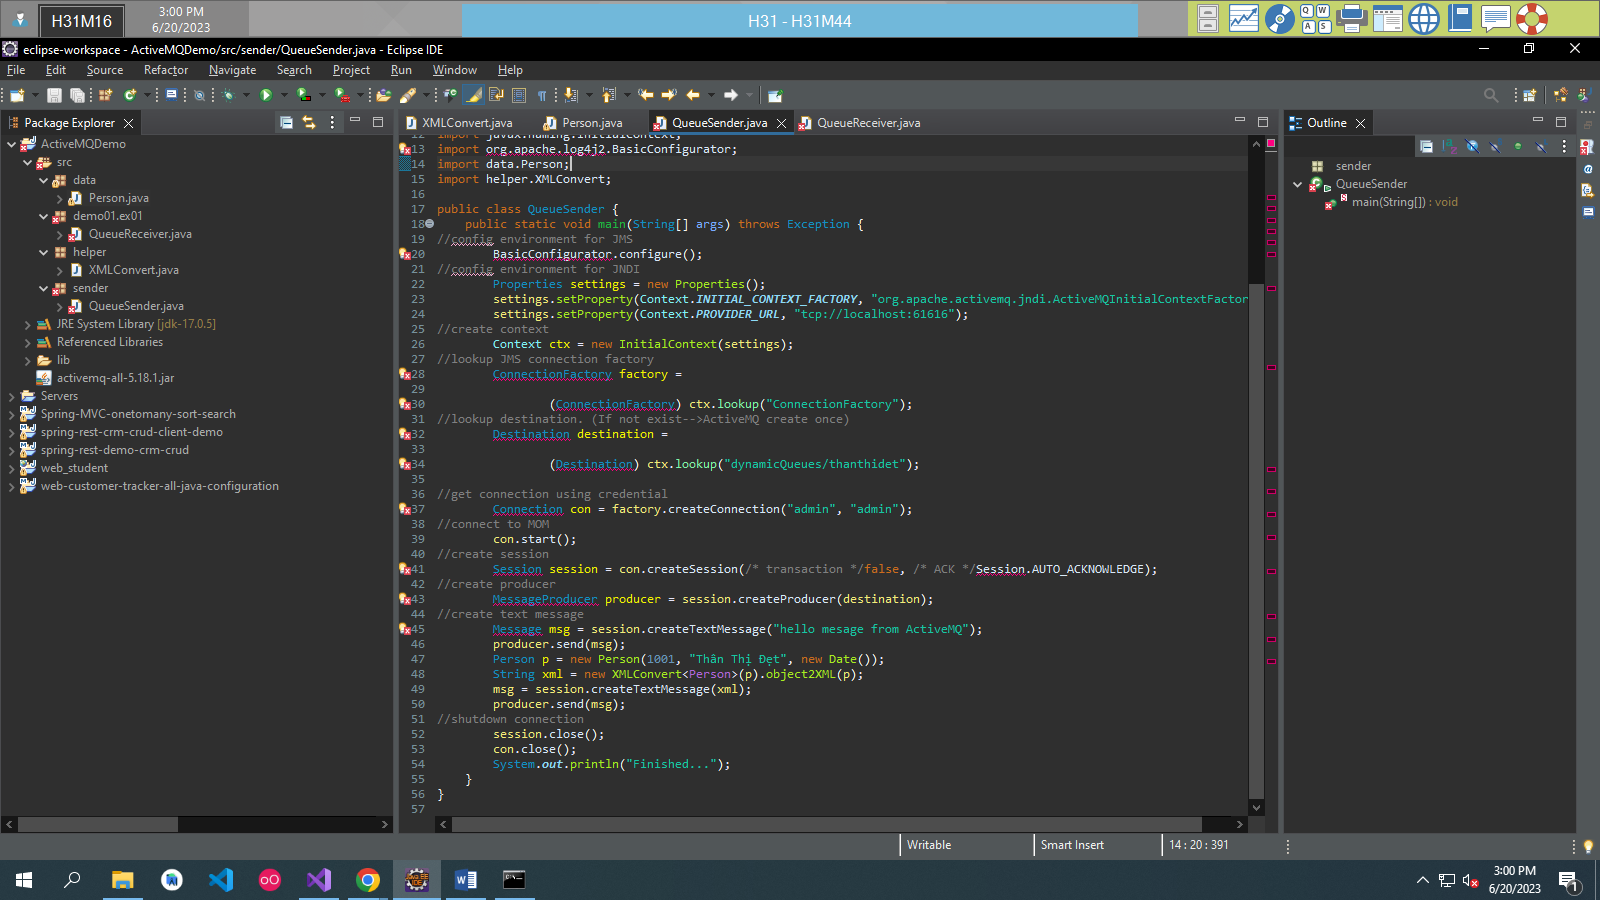 H31M16
3:00 PM
6/20/2023
H31 - H31M44
eclipse-workspace - ActiveMQDemo/src/sender/QueueSender.java - Eclipse IDE
File Edit Source Refactor Navigate Search Project Run Window Help
Package Explorer
ActiveMQDemo
src
data
Person.java
demo01.ex01
QueueReceiver.java
helper
XMLConvert.java
sender
QueueSender.java
JRE System Library [jdk-17.0.5]
Referenced Libraries
lib
activemq-all-5.18.1.jar
Servers
Spring-MVC-onetomany-sort-search
spring-rest-crm-crud-client-demo
spring-rest-demo-crm-crud
web_student
web-customer-tracker-all-java-configuration
XMLConvert.java Person.java QueueSender.java QueueReceiver.java
12 import javax.naming.InitialContext;
13 import org.apache.log4j2.BasicConfigurator;
14 import data.Person;
15 import helper.XMLConvert;
16
17 public class QueueSender {
18 public static void main(String[] args) throws Exception {
19 //config environment for JMS
20 BasicConfigurator.configure();
21 //config environment for JNDI
22 Properties settings = new Properties();
23 settings.setProperty(Context.INITIAL_CONTEXT_FACTORY, "org.apache.activemq.jndi.ActiveMQInitialContextFactor
24 settings.setProperty(Context.PROVIDER_URL, "tcp://localhost:61616");
25 //create context
26 Context ctx = new InitialContext(settings);
27 //lookup JMS connection factory
28 ConnectionFactory factory =
29
30 (ConnectionFactory) ctx.lookup("ConnectionFactory");
31 //lookup destination. (If not exist-->ActiveMQ create once)
32 Destination destination =
33
34 (Destination) ctx.lookup("dynamicQueues/thanthidet");
35
36 //get connection using credential
37 Connection con = factory.createConnection("admin", "admin");
38 //connect to MOM
39 con.start();
40 //create session
41 Session session = con.createSession(/* transaction */false, /* ACK */Session.AUTO_ACKNOWLEDGE);
42 //create producer
43 MessageProducer producer = session.createProducer(destination);
44 //create text message
45 Message msg = session.createTextMessage("hello mesage from ActiveMQ");
46 producer.send(msg);
47 Person p = new Person(1001, "Thân Thị Đẹt", new Date());
48 String xml = new XMLConvert<Person>(p).object2XML(p);
49 msg = session.createTextMessage(xml);
50 producer.send(msg);
51 //shutdown connection
52 session.close();
53 con.close();
54 System.out.println("Finished...");
55 }
56 }
57
Outline
sender
QueueSender
main(String[]) : void
Writable
Smart Insert
14 : 20 : 391
3:00 PM
6/20/2023
1